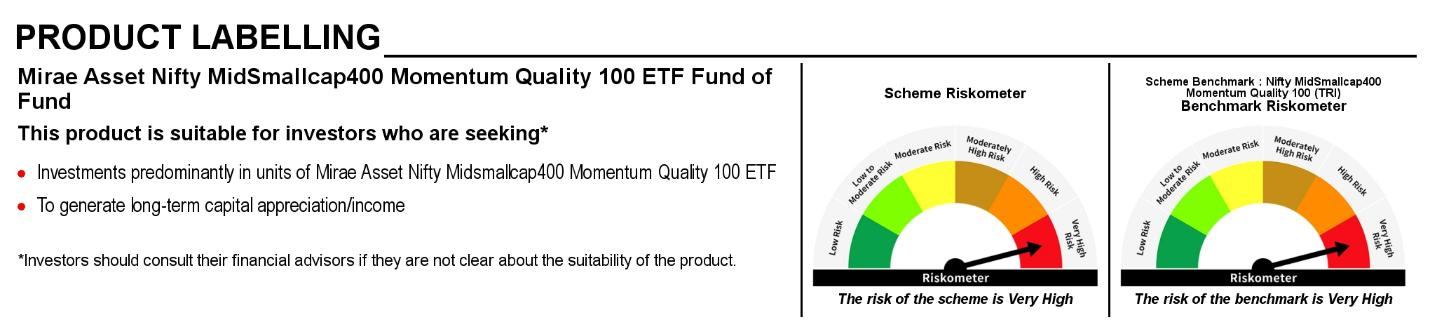 PRODUCT LABELLING
Mirae Asset Nifty MidSmallcap400 Momentum Quality 100 ETF Fund of
Fund
This product is suitable for investors who are seeking*
Investments predominantly in units of Mirae Asset Nifty Midsmallcap400 Momentum Quality 100 ETF
To generate long-term capital appreciation/income
*Investors should consult their financial advisors if they are not clear about the suitability of the product.
Scheme Riskometer
Low Risk
Low to
Moderate Risk
Moderate Risk
Moderately
High Risk
High Risk
Very High
Risk
Riskometer
The risk of the scheme is Very High
Scheme Benchmark : Nifty MidSmallcap400
Momentum Quality 100 (TRI)
Benchmark Riskometer
Low Risk
Low to
Moderate Risk
Moderate Risk
Moderately
High Risk
High Risk
Very High
Risk
Riskometer
The risk of the benchmark is Very High